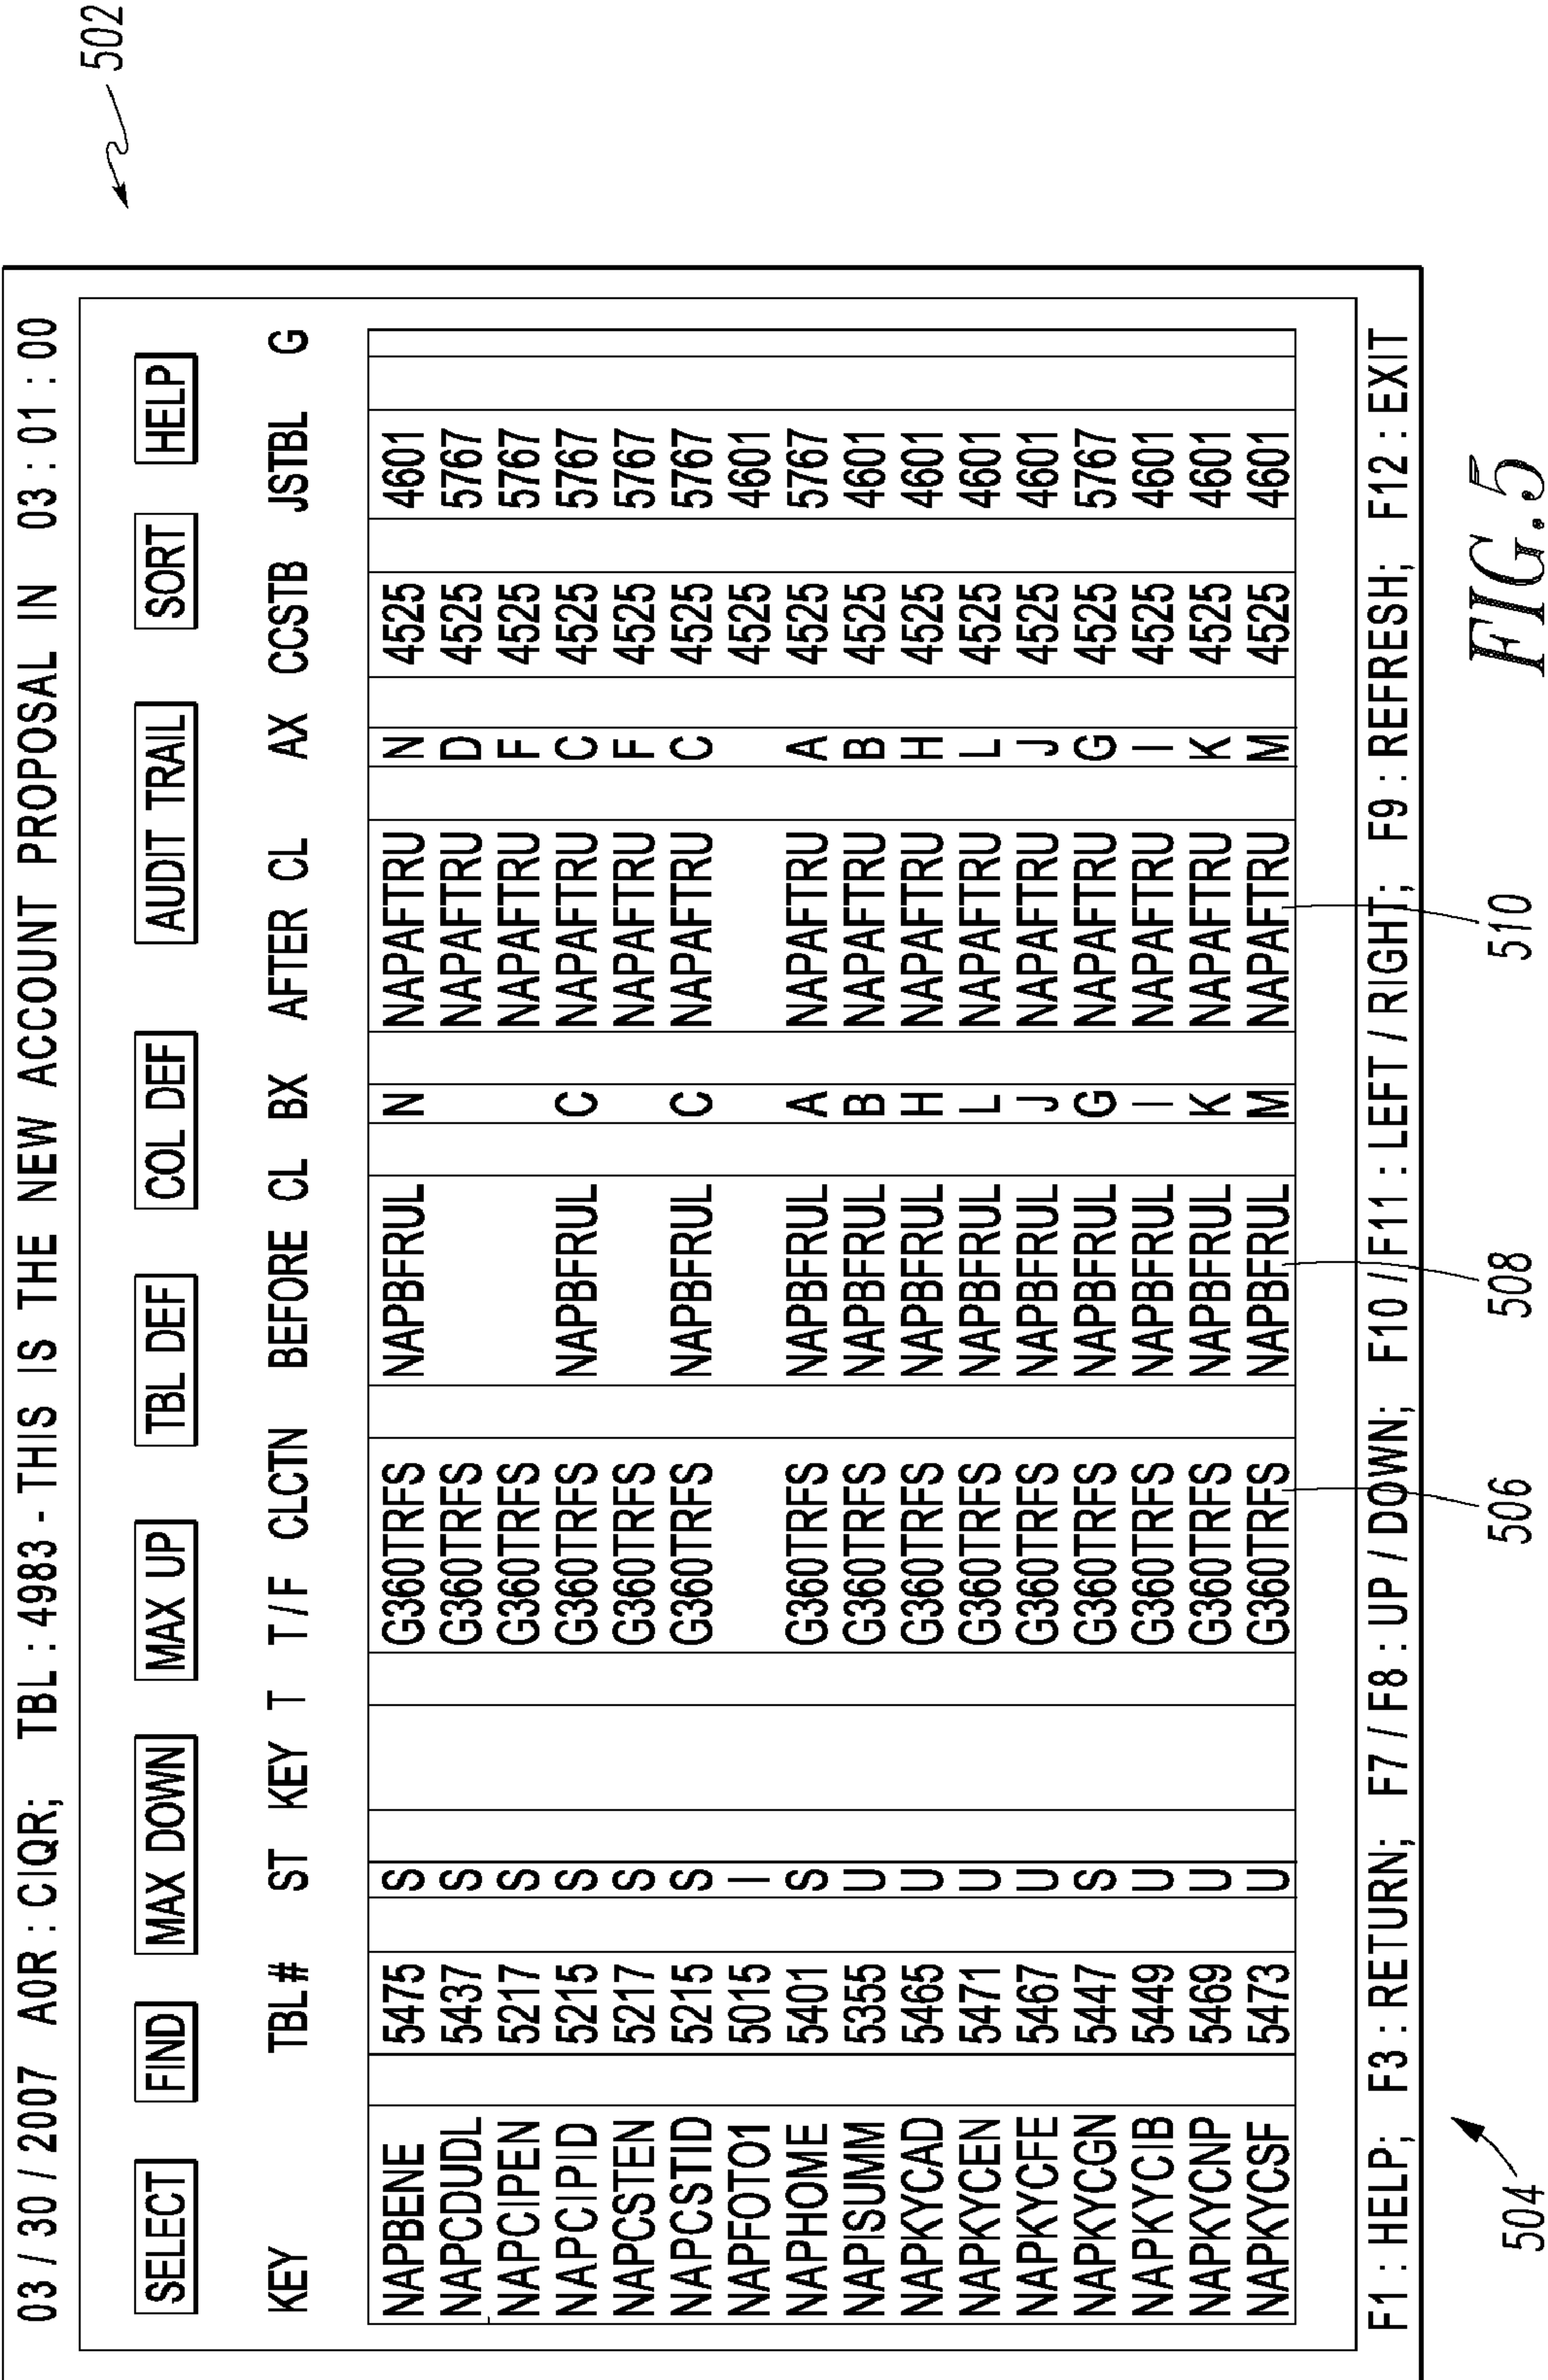 502
03 / 30 / 2007 A0R : CIQR; TBL : 4983 - THIS IS THE NEW ACCOUNT PROPOSAL IN 03 : 01 : 00
SELECT FIND MAX DOWN MAX UP TBL DEF COL DEF AUDIT TRAIL SORT HELP
KEY TBL # ST KEY T T / F CLCTN BEFORE CL BX AFTER CL AX CCSTB JSTBL G
NAPBENE 5475 S G360TRFS NAPBFRUL N NAPAFTRU N 4525 4601
NAPCDUDL 5437 S G360TRFS NAPAFTRU D 4525 5767
NAPCIPEN 5217 S G360TRFS NAPAFTRU F 4525 5767
NAPCIPID 5215 S G360TRFS NAPBFRUL C NAPAFTRU C 4525 5767
NAPCSTEN 5217 S G360TRFS NAPAFTRU F 4525 5767
NAPCSTID 5215 S G360TRFS NAPBFRUL C NAPAFTRU C 4525 5767
NAPFOTO1 5015 I 4525 4601
NAPHOME 5401 S G360TRFS NAPBFRUL A NAPAFTRU A 4525 5767
NAPISUMM 5355 U G360TRFS NAPBFRUL B NAPAFTRU B 4525 4601
NAPKYCAD 5465 U G360TRFS NAPBFRUL H NAPAFTRU H 4525 4601
NAPKYCEN 5471 U G360TRFS NAPBFRUL L NAPAFTRU L 4525 4601
NAPKYCFE 5467 U G360TRFS NAPBFRUL J NAPAFTRU J 4525 4601
NAPKYCGN 5447 S G360TRFS NAPBFRUL G NAPAFTRU G 4525 5767
NAPKYCIB 5449 U G360TRFS NAPBFRUL I NAPAFTRU I 4525 4601
NAPKYCNP 5469 U G360TRFS NAPBFRUL K NAPAFTRU K 4525 4601
NAPKYCSF 5473 U G360TRFS NAPBFRUL M NAPAFTRU M 4525 4601
F1 : HELP; F3 : RETURN; F7 / F8 : UP / DOWN; F10 / F11 : LEFT / RIGHT; F9 : REFRESH; F12 : EXIT
504 506 508 510
FIG.5